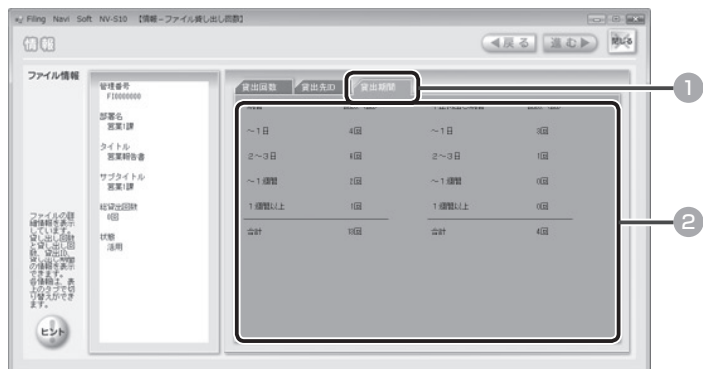 Filing Navi Soft NV-S10 【情報－ファイル貸し出し回数】
情報
戻る
進む
閉じる
ファイル情報
管理番号
FI0000000
部署名
営業1課
タイトル
営業報告書
サブタイトル
営業1課
総貸出回数
0回
状態
活用
ファイルの詳
細情報を表示
しています。
貸し出し回数
と貸し出し回
数、貸出ID、
貸し出し期間
の情報を表示
できます。
各情報は、表
上のタブで切
り替えができ
ます。
ヒント
貸出回数
貸出先ID
貸出期間
～1日 4回 ～1日 3回
2～3日 2～3日 1回
～1週間 2回 ～1週間 0回
1週間以上 1回 1週間以上 0回
合計 合計 4回
1
2